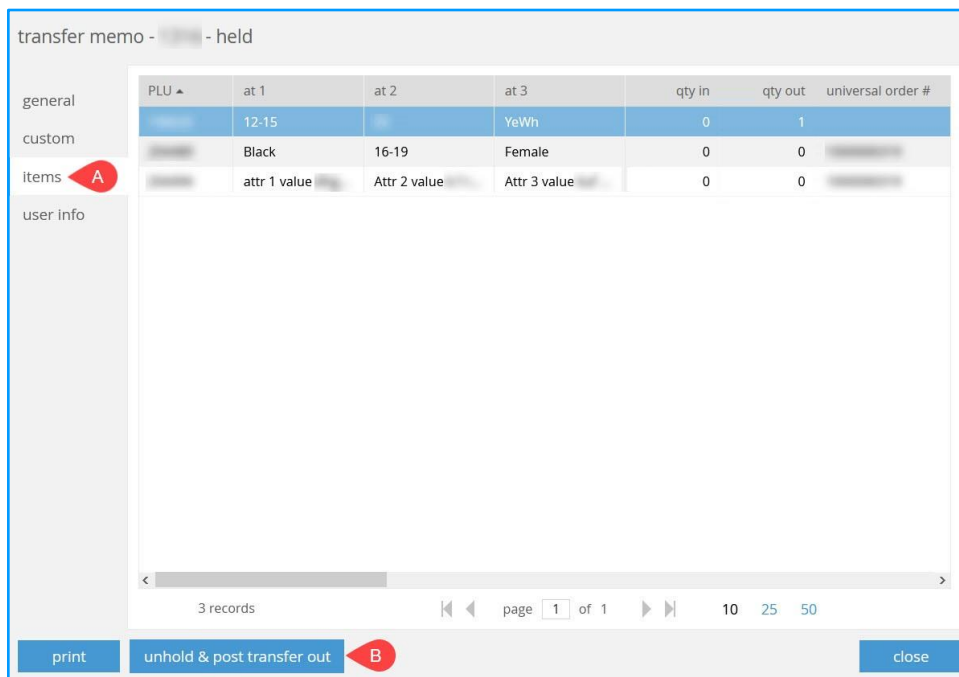 transfer memo - - held
general
custom
items
user info
A
PLU at 1 at 2 at 3 qty in qty out universal order #
12-15 YeWh 0 1
Black 16-19 Female 0 0
attr 1 value Attr 2 value Attr 3 value 0 0
3 records page 1 of 1 10 25 50
print unhold & post transfer out B close